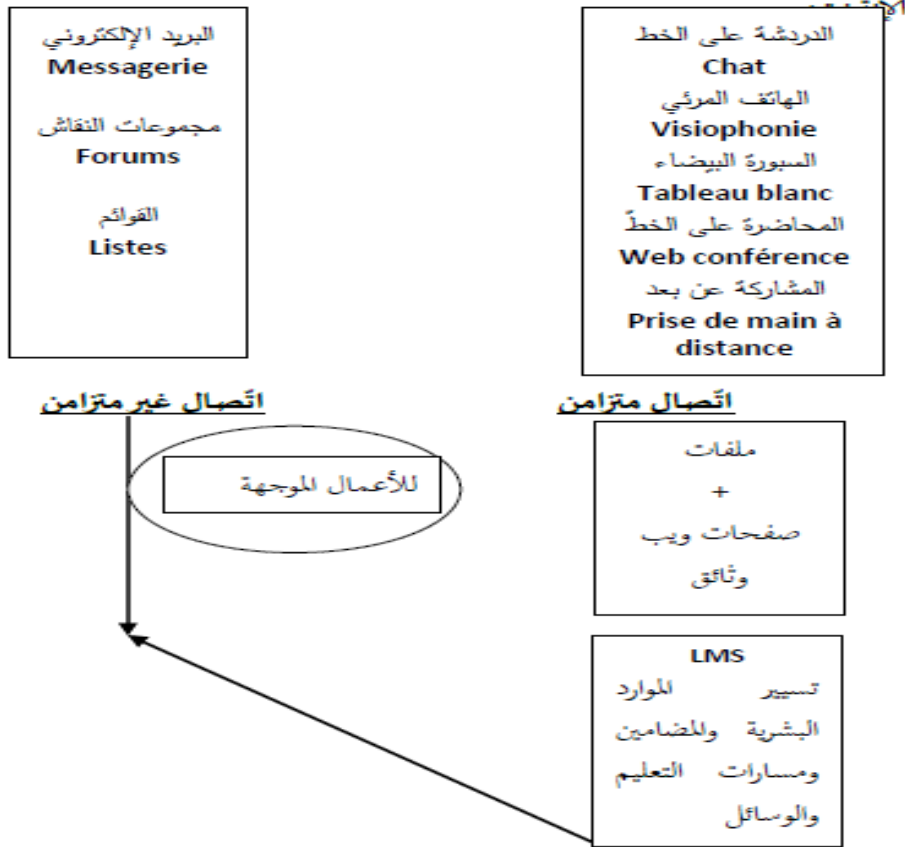 الدردشة على الخط
Chat
الهاتف المرئي
Visiophonie
السبورة البيضاء
Tableau blanc
المحاضرة على الخطّ
Web conférence
المشاركة عن بعد
Prise de main à
distance
البريد الإلكتروني
Messagerie
مجموعات النقاش
Forums
القوائم
Listes
اتّصال متزامن
اتّصال غير متزامن
ملفات
+
صفحات ويب
وثائق
للأعمال الموجهة
LMS
تسيير الموارد
البشرية والمضامين
ومسارات التعليم
والوسائل